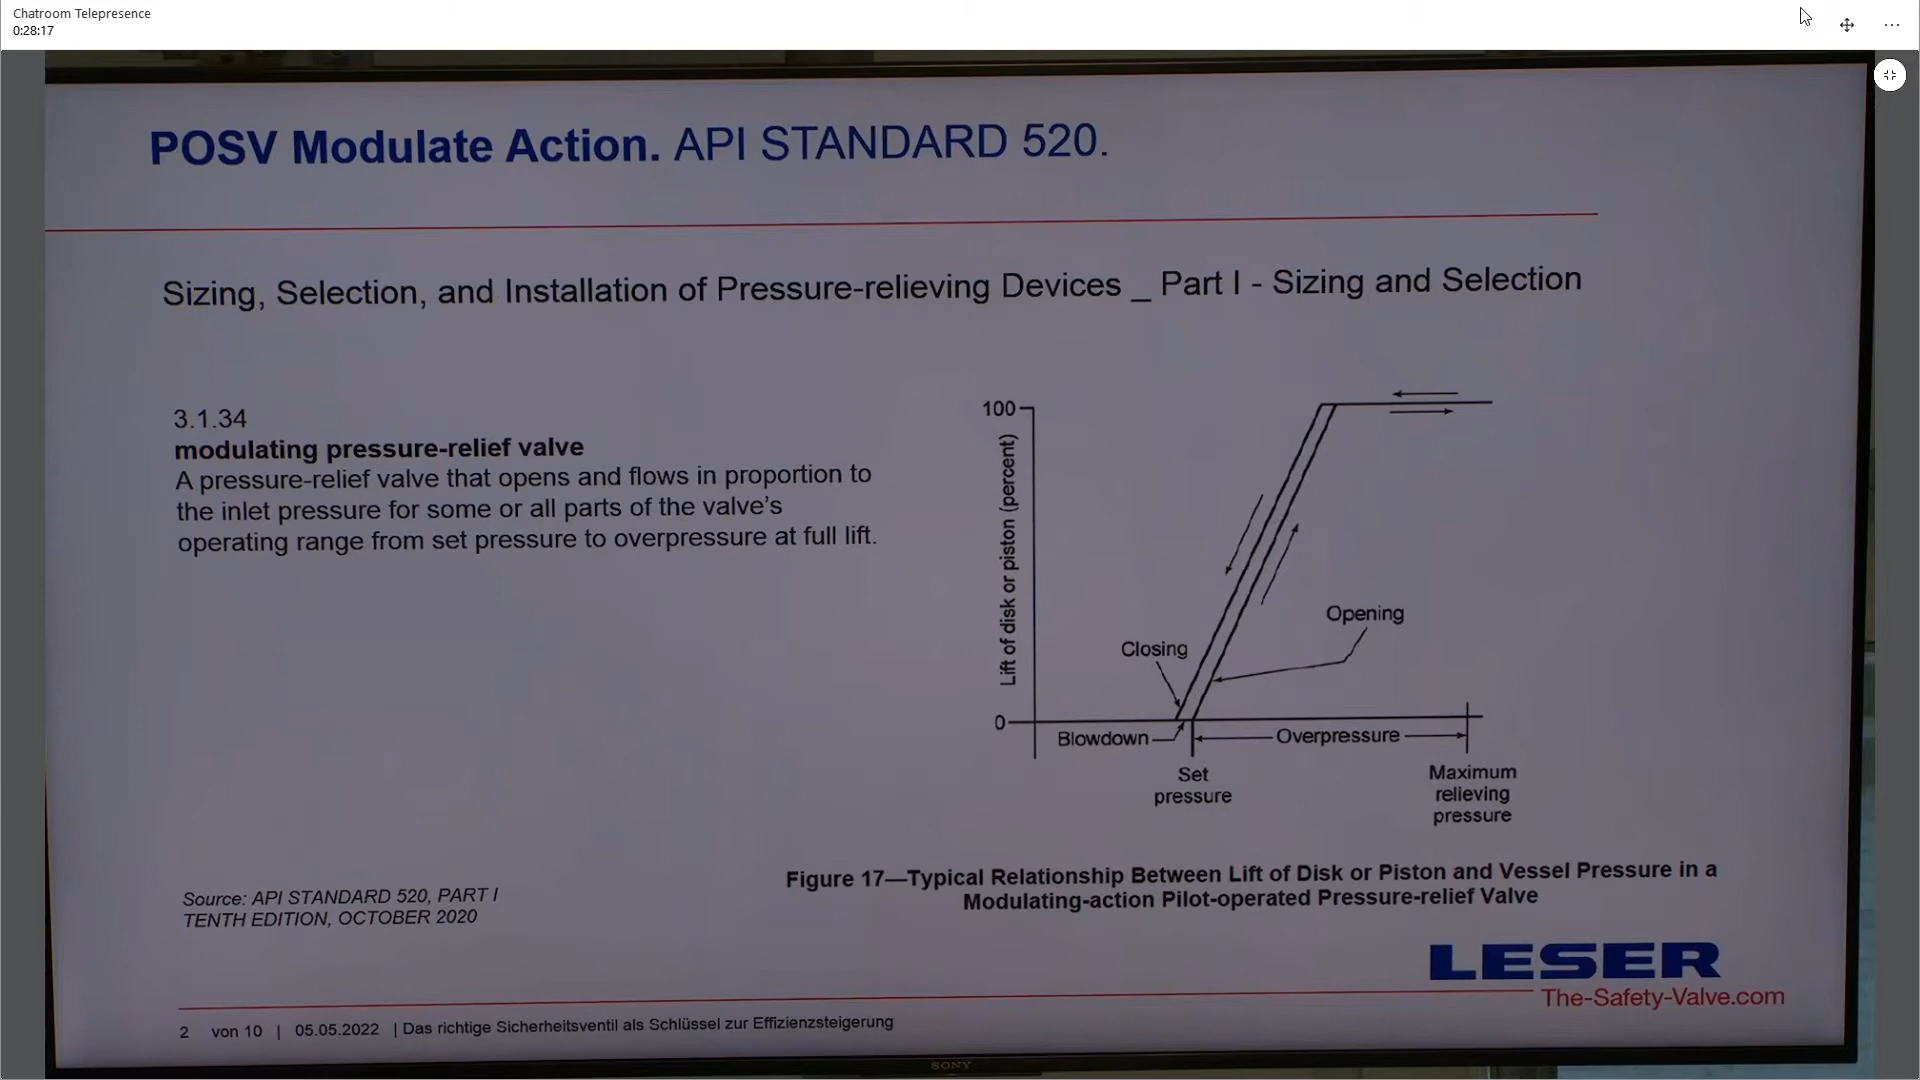 Chatroom Telepresence
0:28:17
POSV Modulate Action. API STANDARD 520.
Sizing, Selection, and Installation of Pressure-relieving Devices _ Part I - Sizing and Selection
3.1.34
modulating pressure-relief valve
A pressure-relief valve that opens and flows in proportion to
the inlet pressure for some or all parts of the valve's
operating range from set pressure to overpressure at full lift.
100
Lift of disk or piston (percent)
Opening
Closing
0
Blowdown
Overpressure
Set
pressure
Maximum
relieving
pressure
Figure 17—Typical Relationship Between Lift of Disk or Piston and Vessel Pressure in a
Modulating-action Pilot-operated Pressure-relief Valve
Source: API STANDARD 520, PART I
TENTH EDITION, OCTOBER 2020
LESER
The-Safety-Valve.com
2 von 10 | 05.05.2022 | Das richtige Sicherheitsventil als Schlüssel zur Effizienzsteigerung
SONY